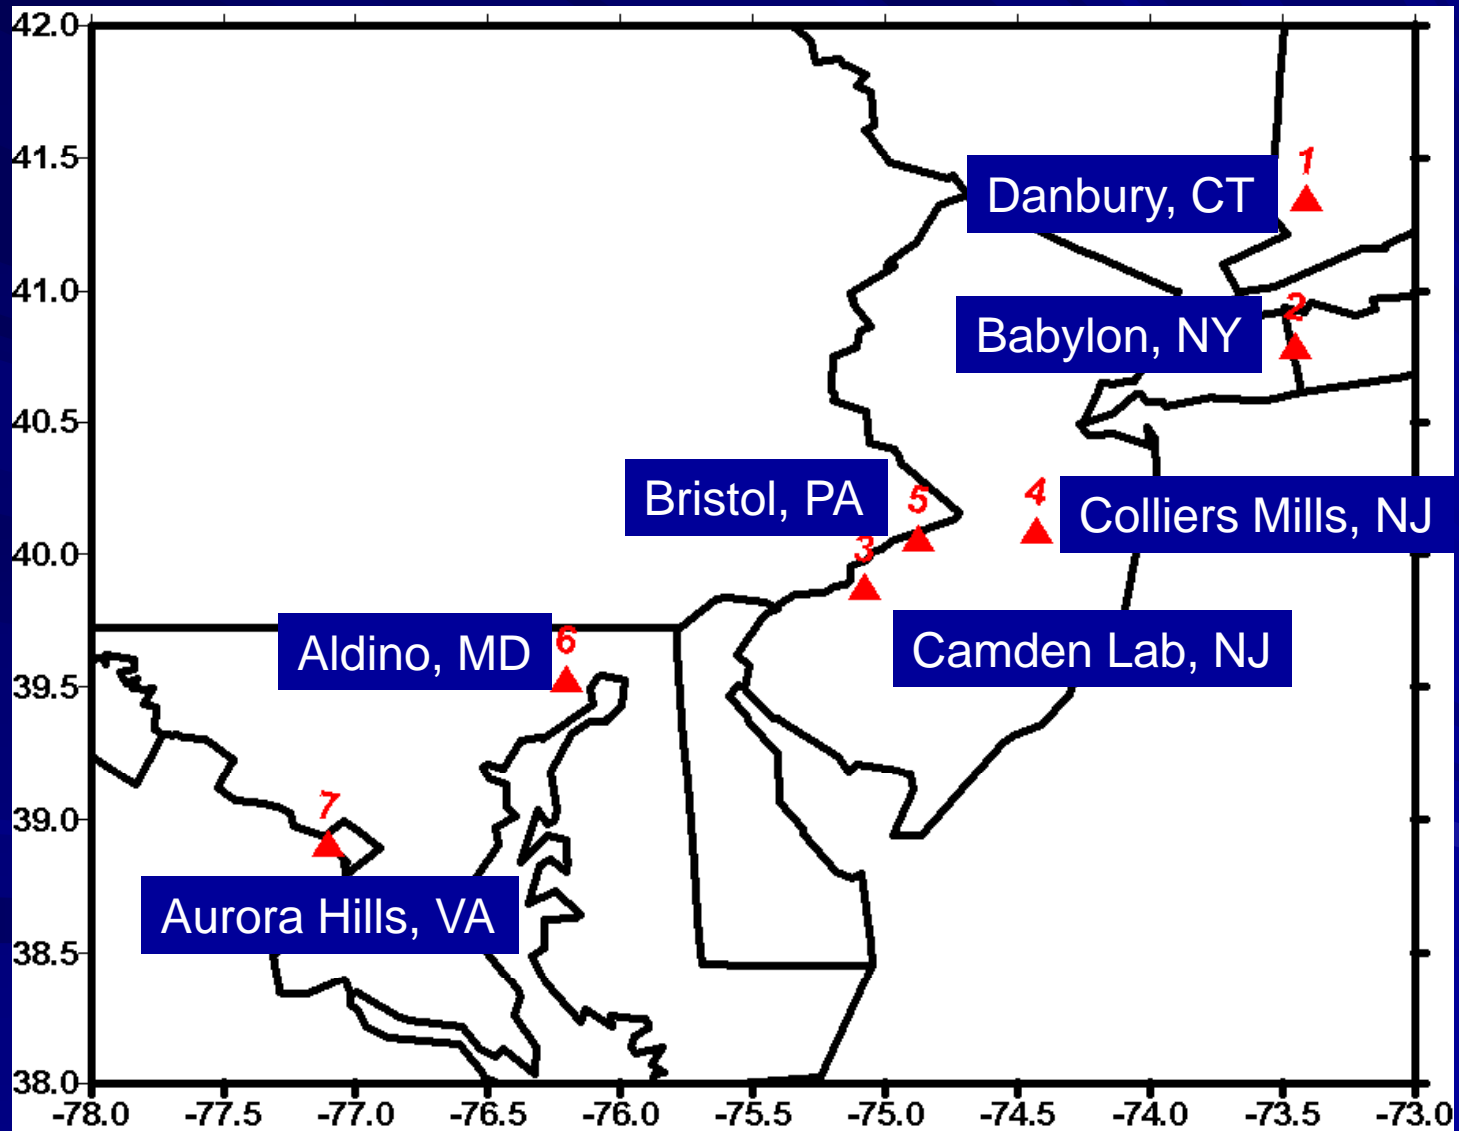 42.0
41.5
1
Danbury, CT
41.0
2
Babylon, NY
40.5
Bristol, PA
5
4
Colliers Mills, NJ
40.0
3
Aldino, MD
6
Camden Lab, NJ
39.5
7
39.0
Aurora Hills, VA
38.5
38.0
-78.0 -77.5 -77.0 -76.5 -76.0 -75.5 -75.0 -74.5 -74.0 -73.5 -73.0